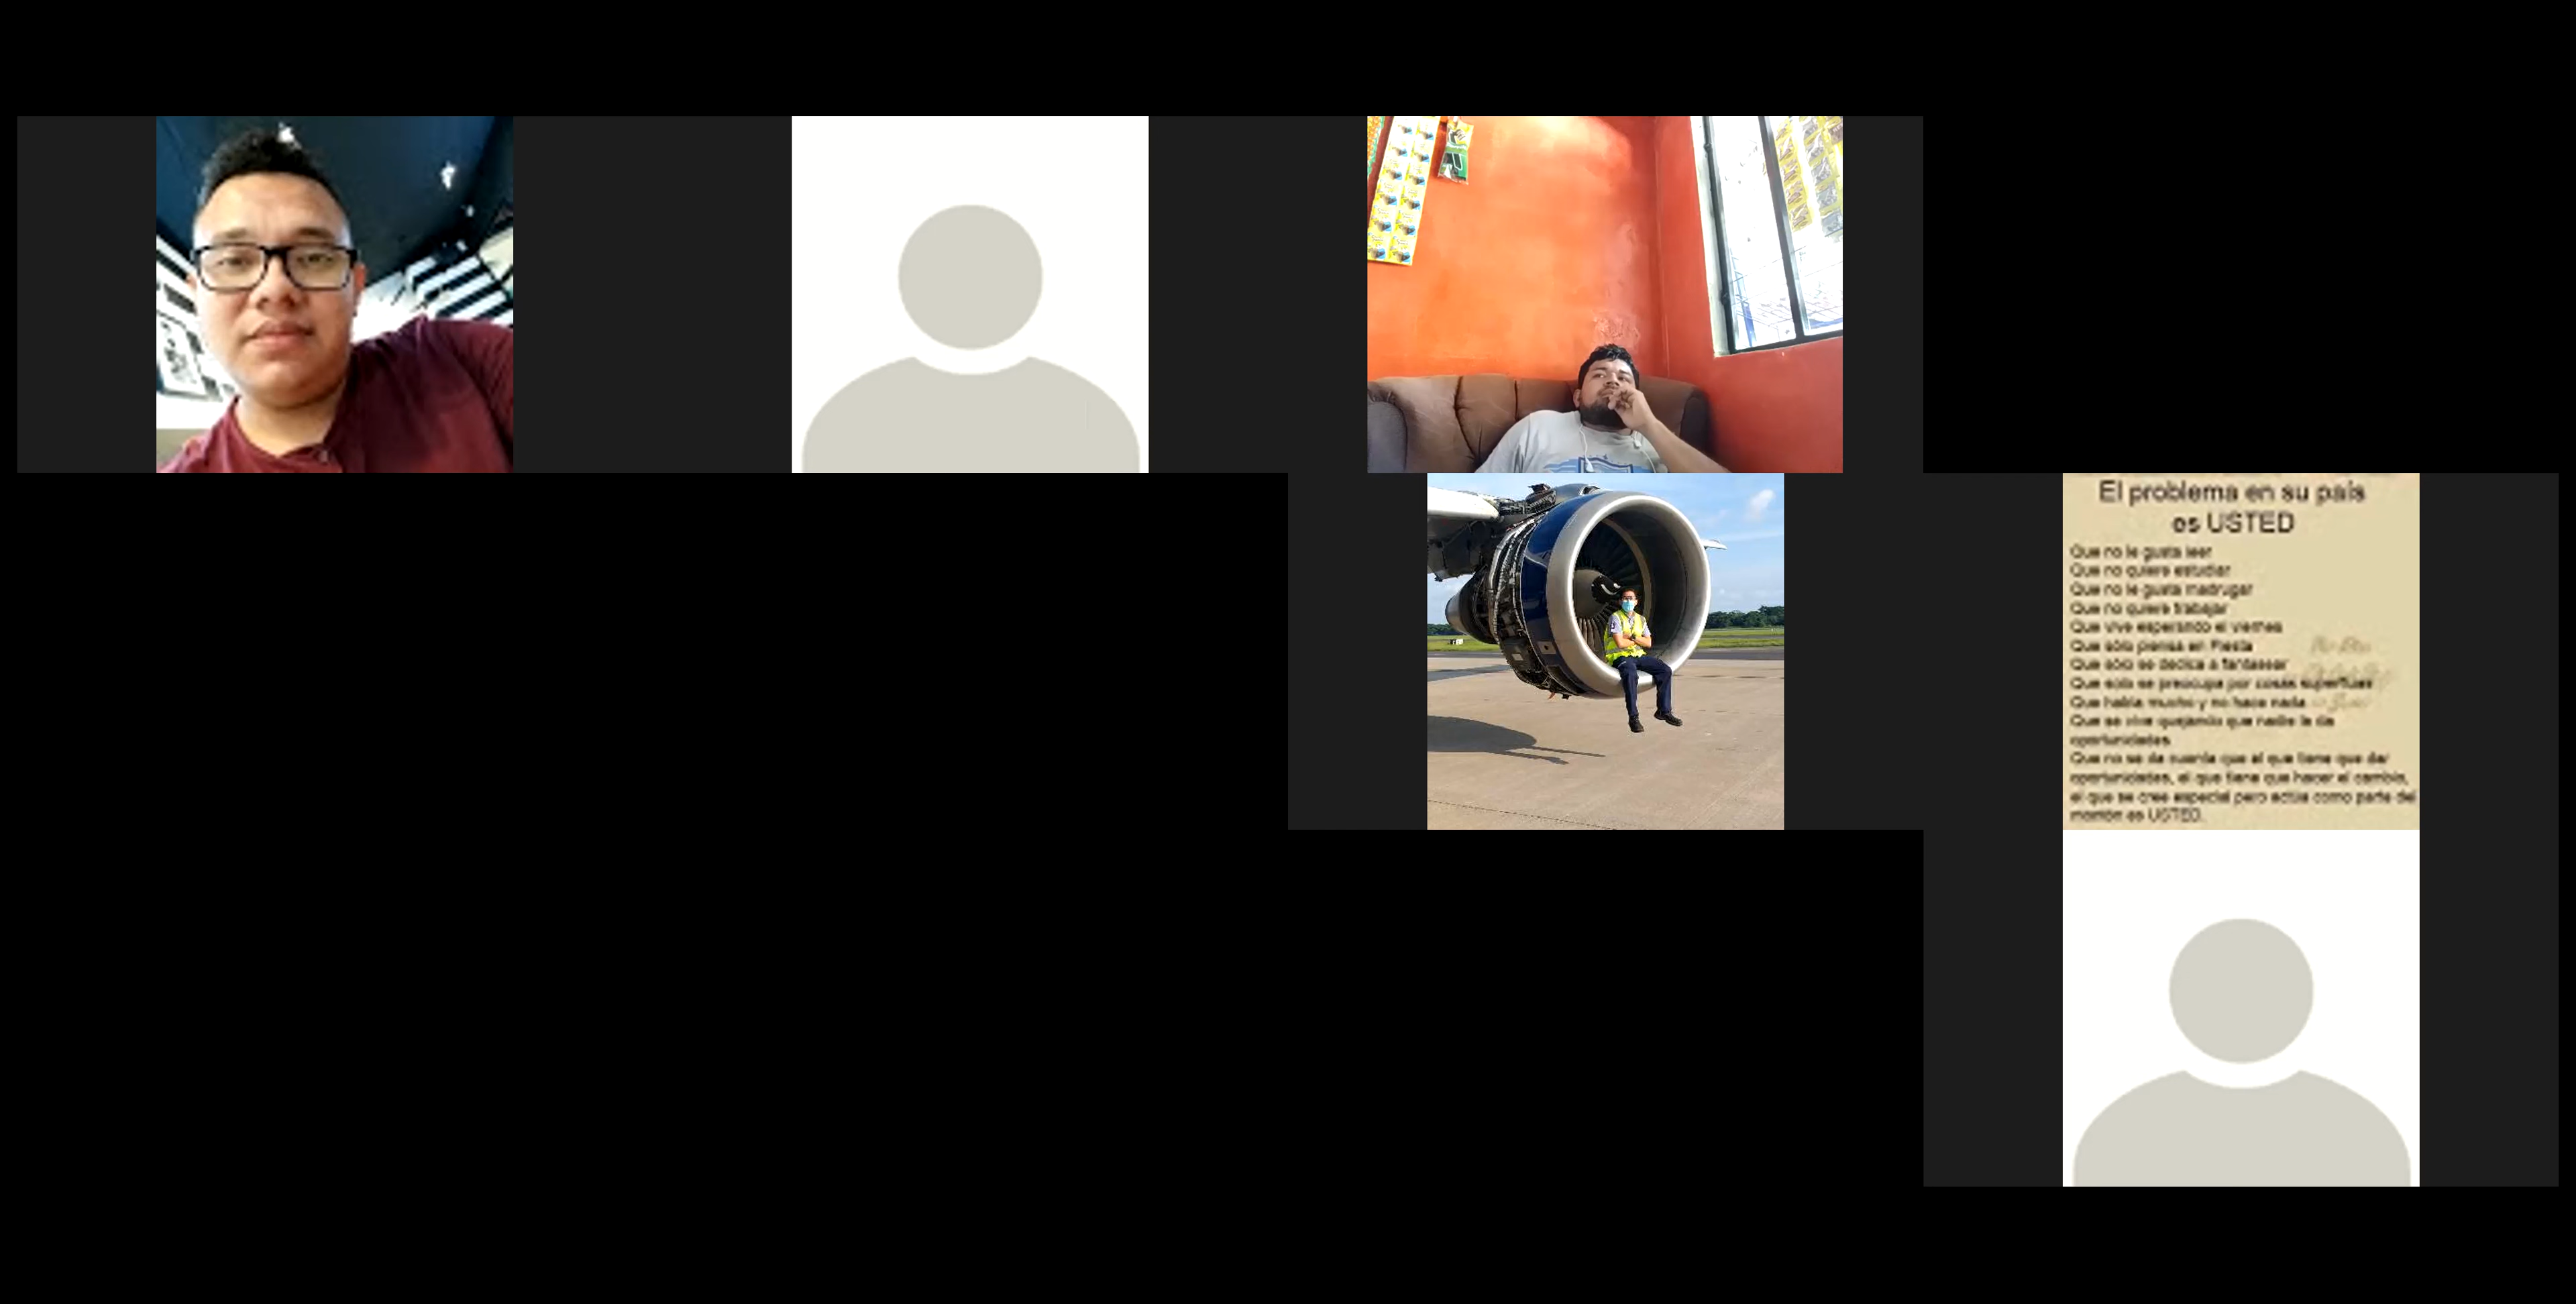 El problema en su país
es USTED
Que no le gusta leer
Que no quiere estudiar
Que no le gusta madrugar
Que no quiere trabajar
Que vive esperando el viernes
Que sólo piensa en Fiesta
Que sólo se dedica a fantasear
Que solo se preocupa por cosas superfluas
Que habla mucho y no hace nada
Que se vive quejando que nadie le da
oportunidades
Que no se da cuenta que el que tiene que dar
oportunidades, el que tiene que hacer el cambio,
el que se cree especial pero actúa como parte del
montón es USTED.